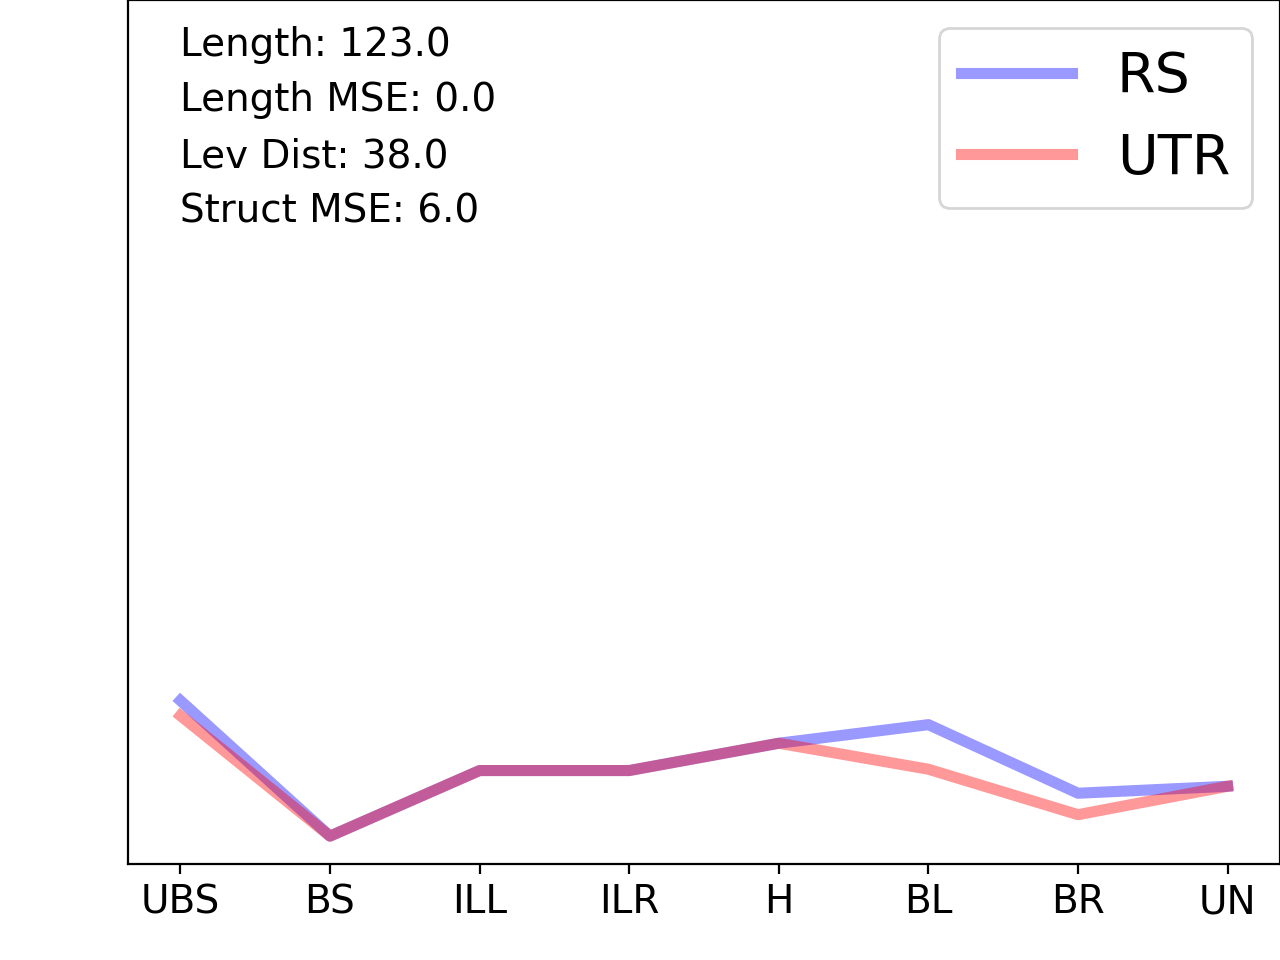 Length: 123.0
Length MSE: 0.0
Lev Dist: 38.0
Struct MSE: 6.0
RS
UTR
UBS BS ILL ILR H BL BR UN